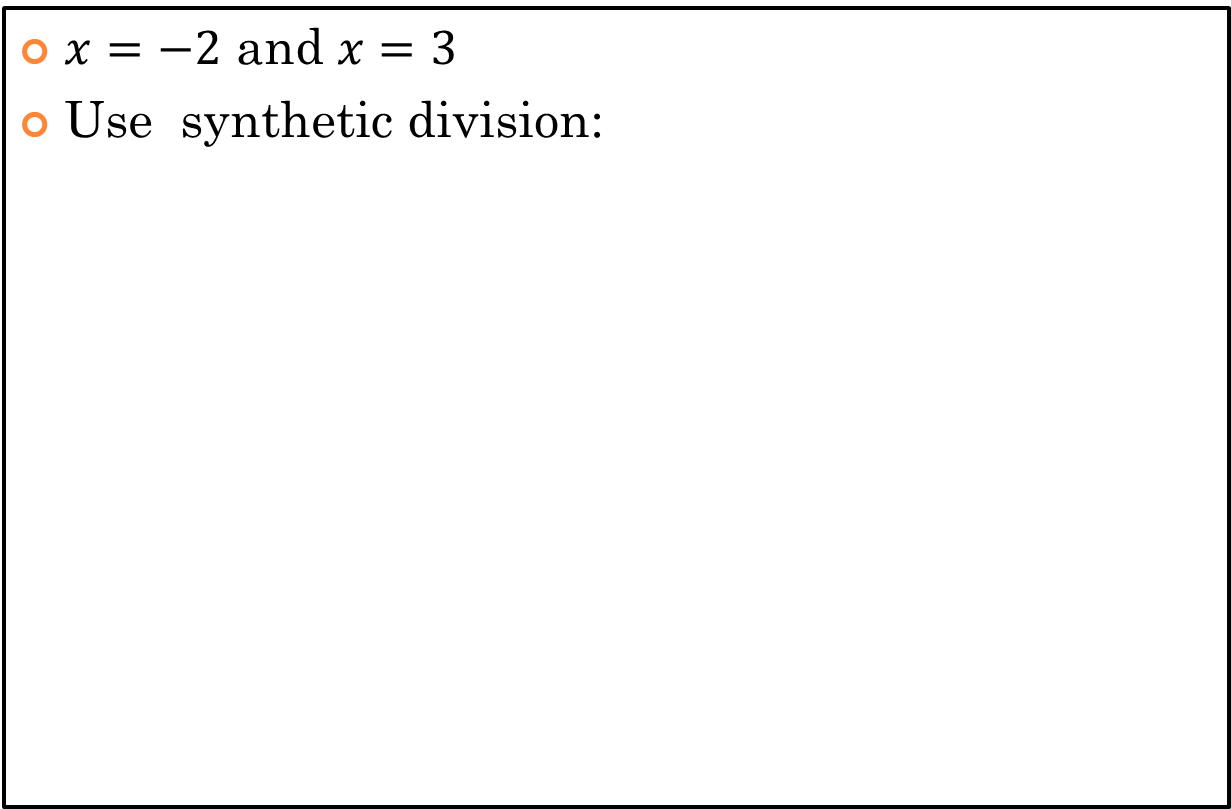 x = −2 and x = 3
Use synthetic division: